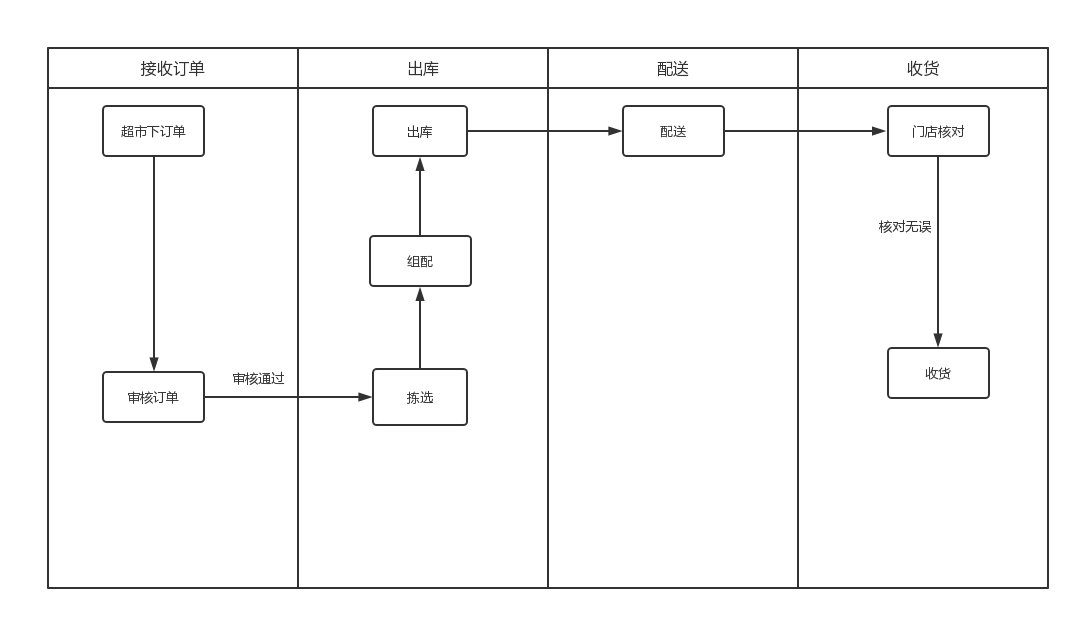 接收订单
出库
配送
收货
超市下订单
出库
配送
门店核对
核对无误
组配
收货
审核通过
审核订单
拣选